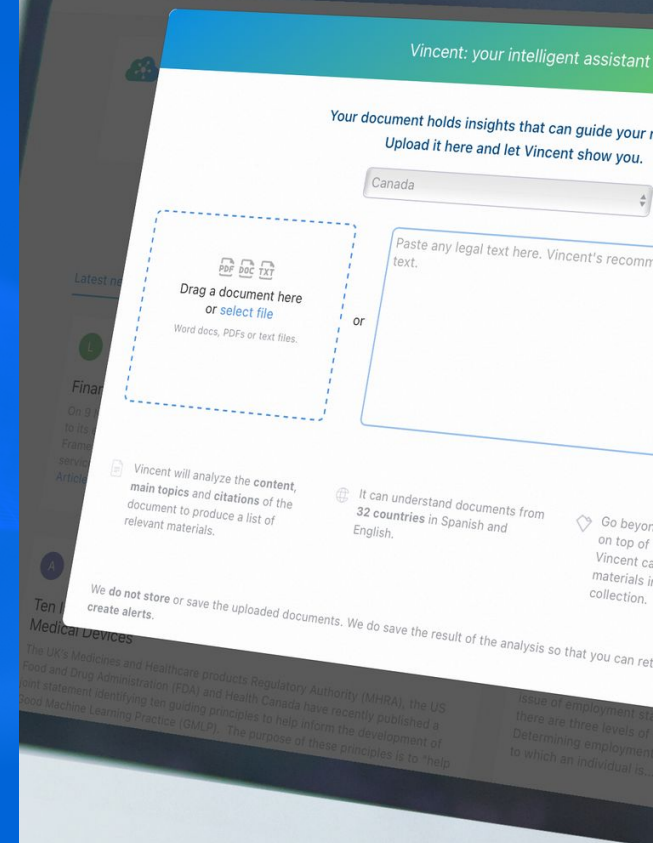 Vincent: your intelligent assistant
Your document holds insights that can guide your
Upload it here and let Vincent show you.
Canada
Paste any legal text here. Vincent's
text.
PDF DOC TXT
Drag a document here
or select file
Word docs, PDFs or text files.
or
Vincent will analyze the content,
main topics and citations of the
document to produce a list of
relevant materials.
It can understand documents from
32 countries in Spanish and
English.
Go
on top of
Vincent
materials
collection.
We do not store or save the uploaded documents. We do save the result of the analysis so that you can
create alerts.
Latest
L
On 9
to its
Article
A
Ten
Medical Devices
The UK's Medicines and Healthcare products Regulatory Authority (MHRA), the US
Food and Drug Administration (FDA) and Health Canada have recently published a
joint statement identifying ten guiding principles to help inform the development of
Good Machine Learning Practice (GMLP). The purpose of these principles is to "help
issue of employment
there are three levels of
Determining employment
to which an individual is...